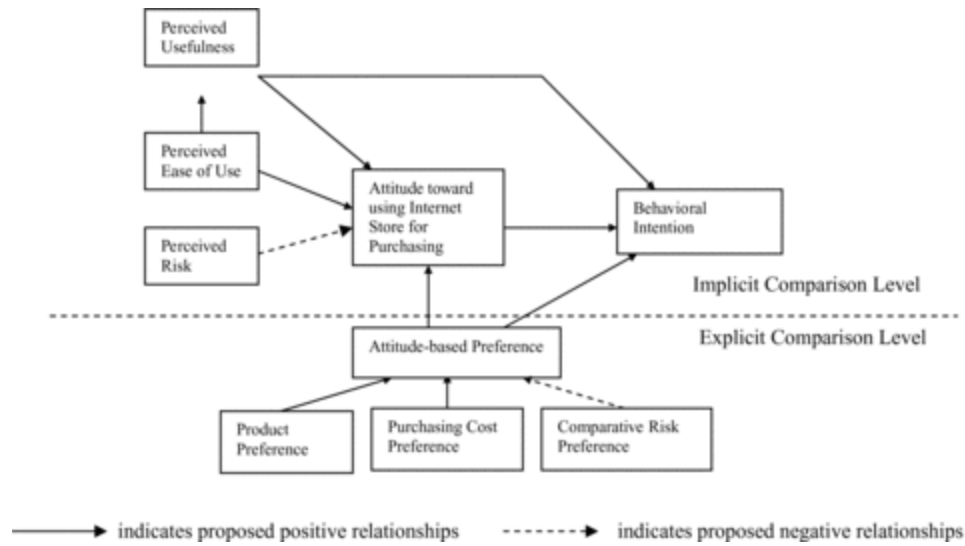 Perceived
Usefulness
Perceived
Ease of Use
Perceived
Risk
Attitude toward
using Internet
Store for
Purchasing
Behavioral
Intention
Implicit Comparison Level
Explicit Comparison Level
Attitude-based Preference
Product
Preference
Purchasing Cost
Preference
Comparative Risk
Preference
indicates proposed positive relationships
indicates proposed negative relationships